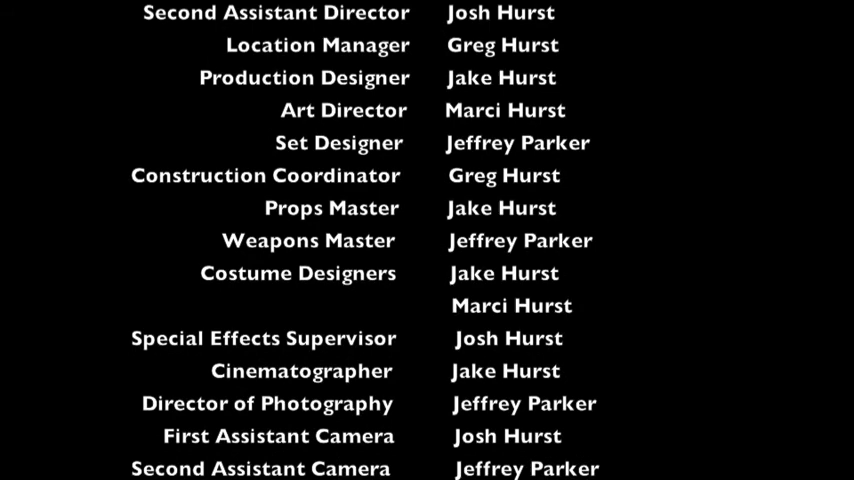 Second Assistant Director Josh Hurst
Location Manager Greg Hurst
Production Designer Jake Hurst
Art Director Marci Hurst
Set Designer Jeffrey Parker
Construction Coordinator Greg Hurst
Props Master Jake Hurst
Weapons Master Jeffrey Parker
Costume Designers Jake Hurst
Marci Hurst
Special Effects Supervisor Josh Hurst
Cinematographer Jake Hurst
Director of Photography Jeffrey Parker
First Assistant Camera Josh Hurst
Second Assistant Camera Jeffrey Parker